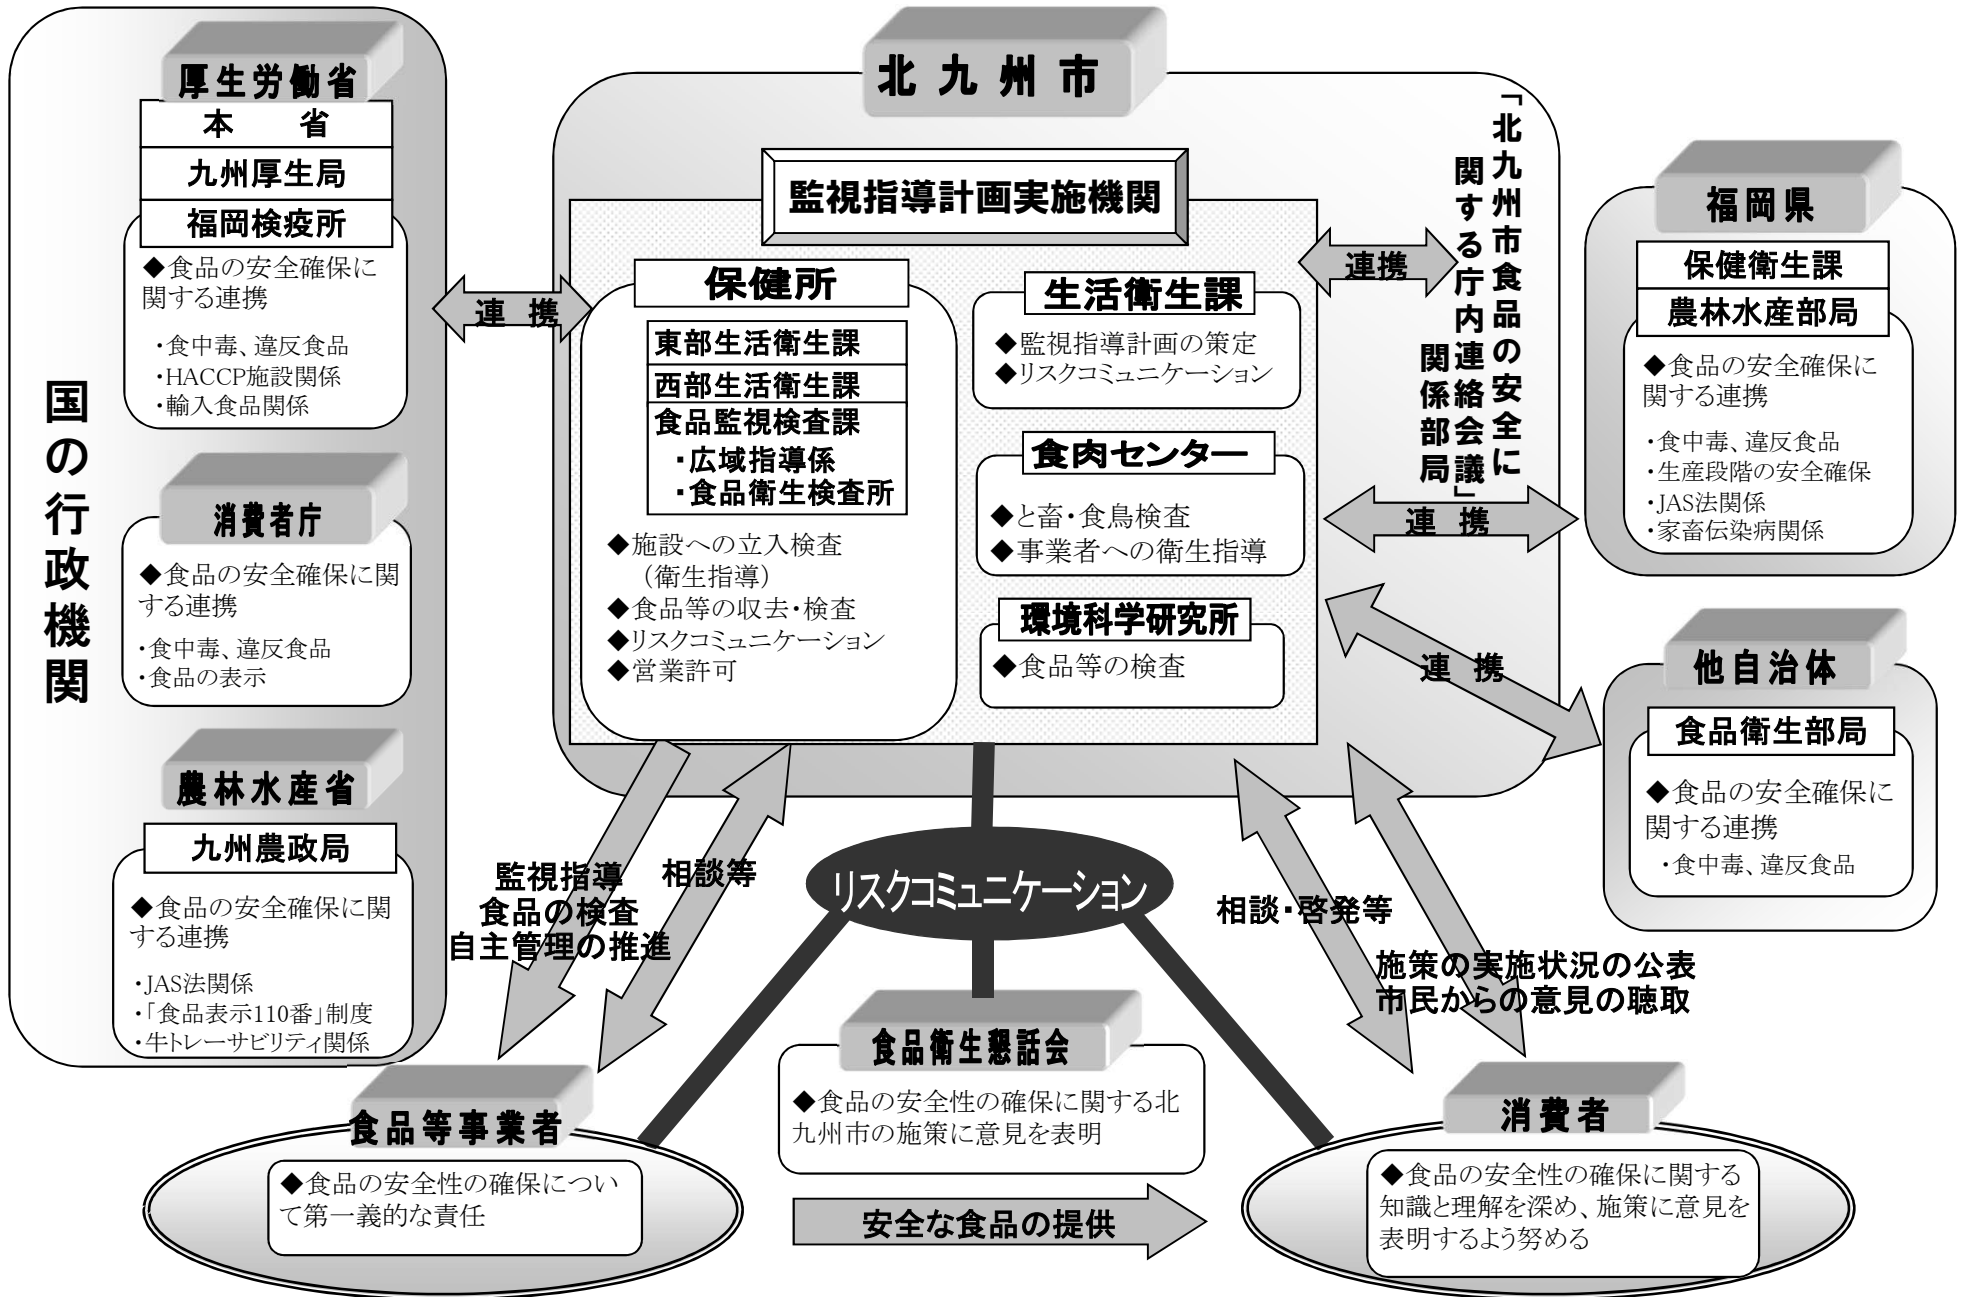 国の行政機関
厚生労働省
本　　省
九州厚生局
福岡検疫所
◆食品の安全確保に
関する連携
・食中毒、違反食品
・HACCP施設関係
・輸入食品関係
消費者庁
◆食品の安全確保に関
する連携
・食中毒、違反食品
・食品の表示
農林水産省
九州農政局
◆食品の安全確保に関
する連携
・JAS法関係
・「食品表示110番」制度
・牛トレーサビリティ関係
連　携
北九州市
監視指導計画実施機関
保健所
東部生活衛生課
西部生活衛生課
食品監視検査課
・広域指導係
・食品衛生検査所
◆施設への立入検査
（衛生指導）
◆食品等の収去・検査
◆リスクコミュニケーション
◆営業許可
生活衛生課
◆監視指導計画の策定
◆リスクコミュニケーション
食肉センター
◆と畜・食鳥検査
◆事業者への衛生指導
環境科学研究所
◆食品等の検査
連携
「北九州市食品の安全に
関する庁内連絡会議」
関係部局
連　携
連　携
福岡県
保健衛生課
農林水産部局
◆食品の安全確保に
関する連携
・食中毒、違反食品
・生産段階の安全確保
・JAS法関係
・家畜伝染病関係
他自治体
食品衛生部局
◆食品の安全確保に
関する連携
・食中毒、違反食品
監視指導
食品の検査
自主管理の推進
相談等
リスクコミュニケーション
相談・啓発等
施策の実施状況の公表
市民からの意見の聴取
食品衛生懇話会
◆食品の安全性の確保に関する北
九州市の施策に意見を表明
食品等事業者
◆食品の安全性の確保につい
て第一義的な責任
安全な食品の提供
消費者
◆食品の安全性の確保に関する
知識と理解を深め、施策に意見を
表明するよう努める